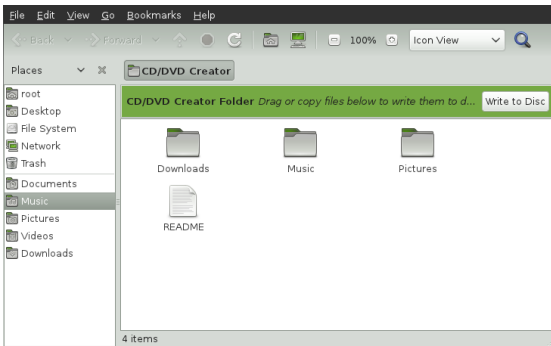 File Edit View Go Bookmarks Help
Back Forward 100% Icon View
Places CD/DVD Creator
root
Desktop
File System
Network
Trash
Documents
Music
Pictures
Videos
Downloads
CD/DVD Creator Folder Drag or copy files below to write them to d... Write to Disc
Downloads Music Pictures
README
4 items